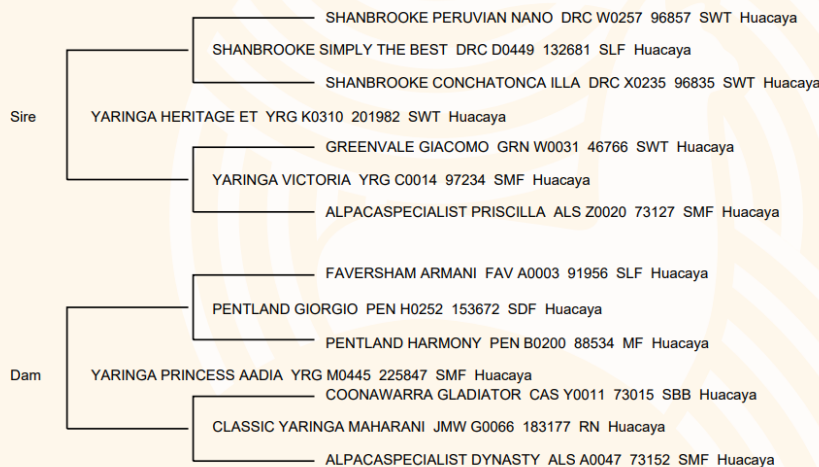 SHANBROOKE PERUVIAN NANO DRC W0257 96857 SWT Huacaya
SHANBROOKE SIMPLY THE BEST DRC D0449 132681 SLF Huacaya
SHANBROOKE CONCHATONCA ILLA DRC X0235 96835 SWT Huacaya
Sire YARINGA HERITAGE ET YRG K0310 201982 SWT Huacaya
GREENVALE GIACOMO GRN W0031 46766 SWT Huacaya
YARINGA VICTORIA YRG C0014 97234 SMF Huacaya
ALPACASPECIALIST PRISCILLA ALS Z0020 73127 SMF Huacaya
FAVERSHAM ARMANI FAV A0003 91956 SLF Huacaya
PENTLAND GIORGIO PEN H0252 153672 SDF Huacaya
PENTLAND HARMONY PEN B0200 88534 MF Huacaya
Dam YARINGA PRINCESS AADIA YRG M0445 225847 SMF Huacaya
COONAWARRA GLADIATOR CAS Y0011 73015 SBB Huacaya
CLASSIC YARINGA MAHARANI JMW G0066 183177 RN Huacaya
ALPACASPECIALIST DYNASTY ALS A0047 73152 SMF Huacaya